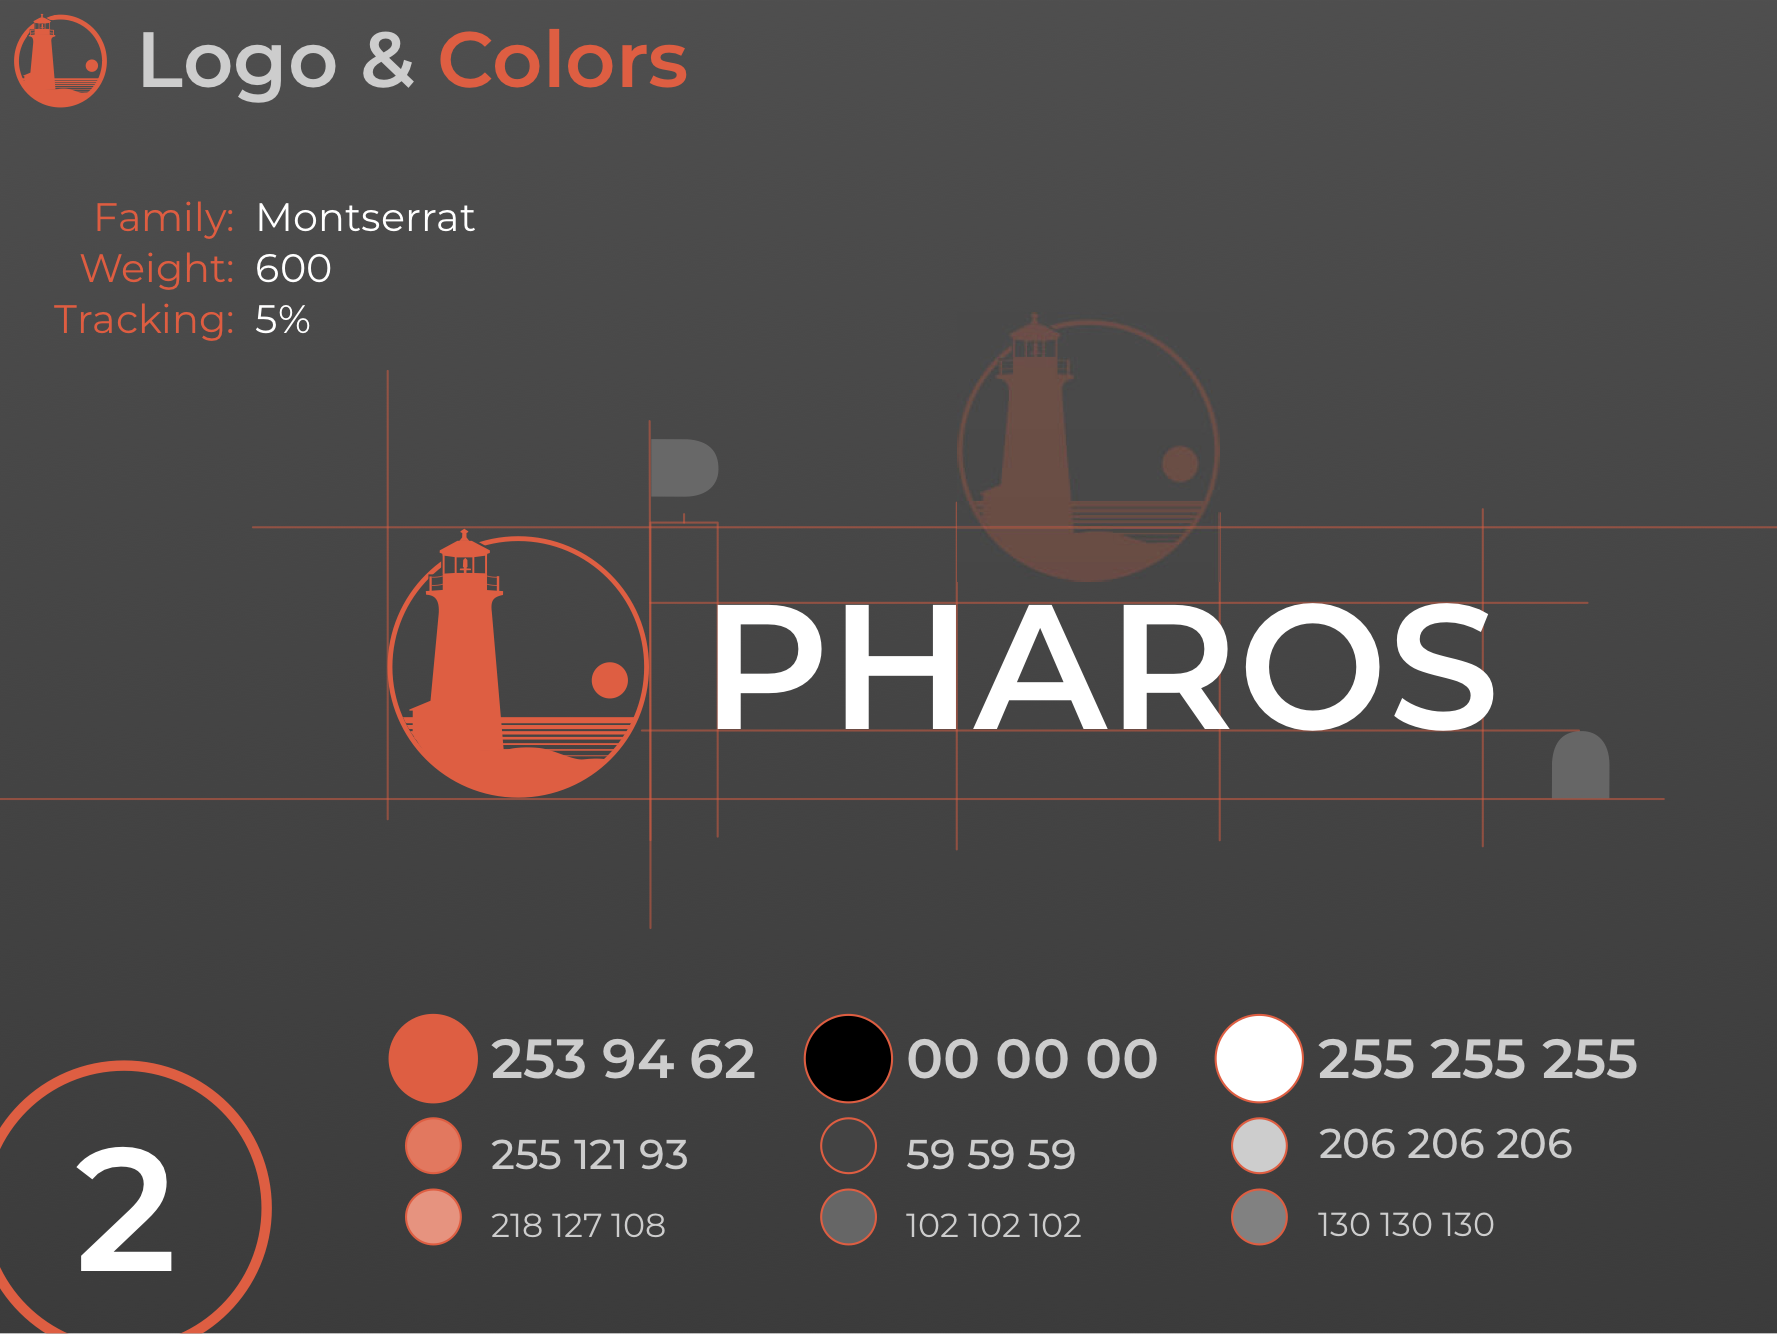 Logo & Colors
Family: Montserrat
Weight: 600
Tracking: 5%
PHAROS
253 94 62
00 00 00
255 255 255
255 121 93
59 59 59
206 206 206
218 127 108
102 102 102
130 130 130
2